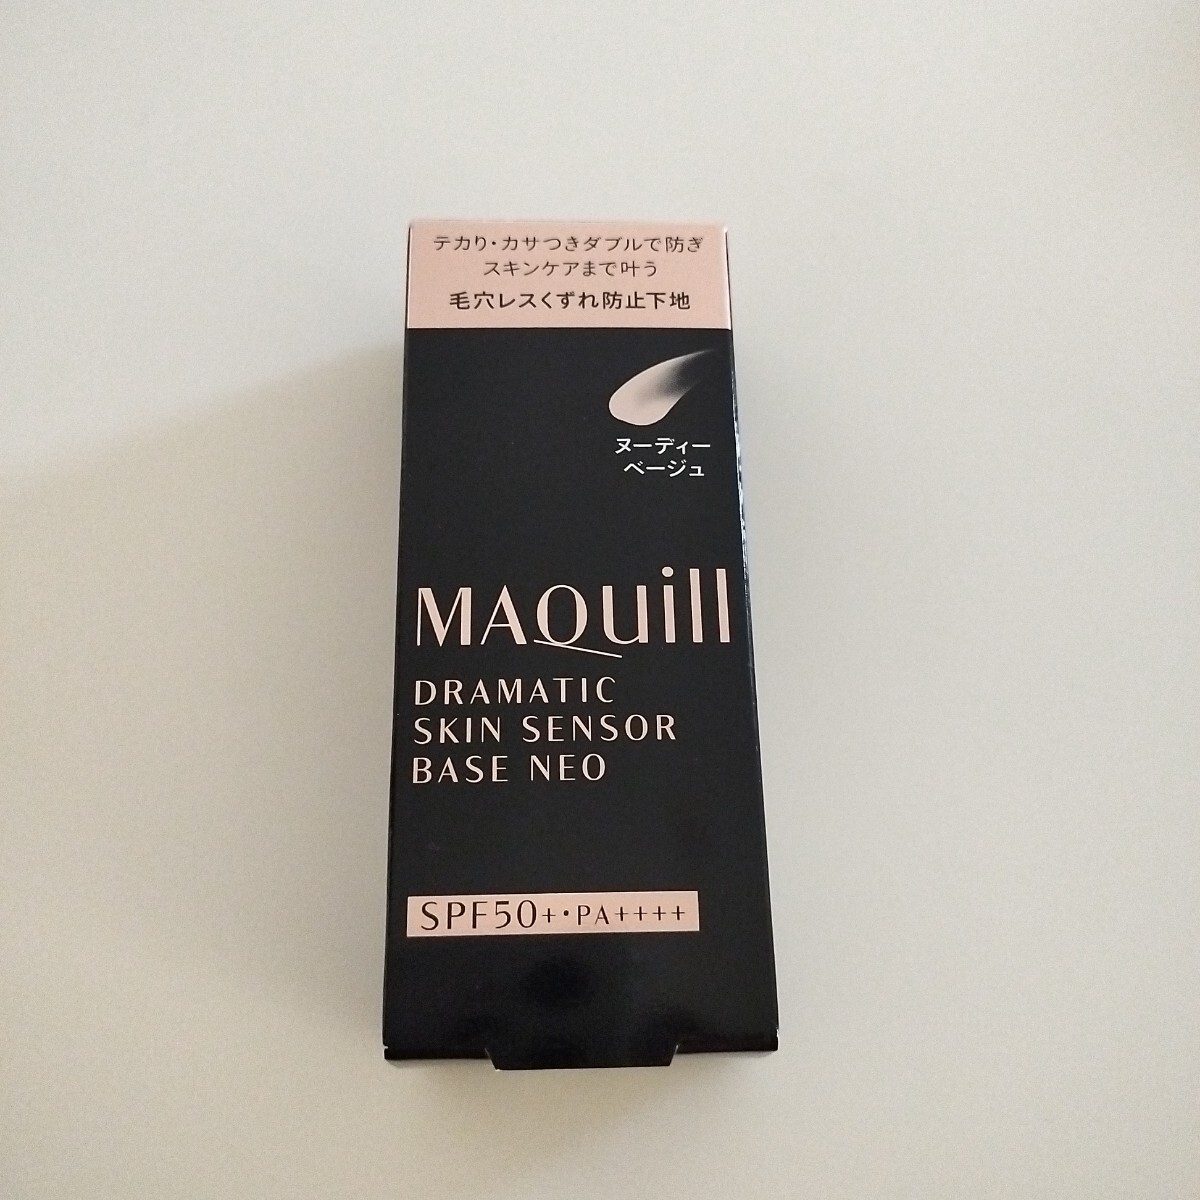 テカリ・カサつきダブルで防ぎ
スキンケアまで叶う
毛穴レスくずれ防止下地
ヌーディー
ベージュ
MAQuill
DRAMATIC
SKIN SENSOR
BASE NEO
SPF50+・PA++++